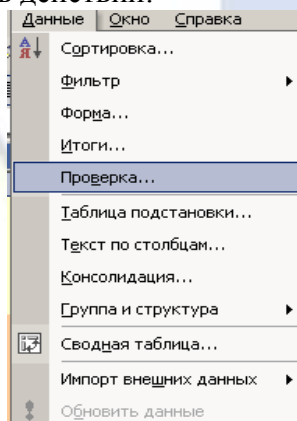 в действии.
Данные Окно Справка
Сортировка...
Фильтр
Форма...
Итоги...
Проверка...
Таблица подстановки...
Текст по столбцам...
Консолидация...
Группа и структура
Сводная таблица...
Импорт внешних данных
Обновить данные